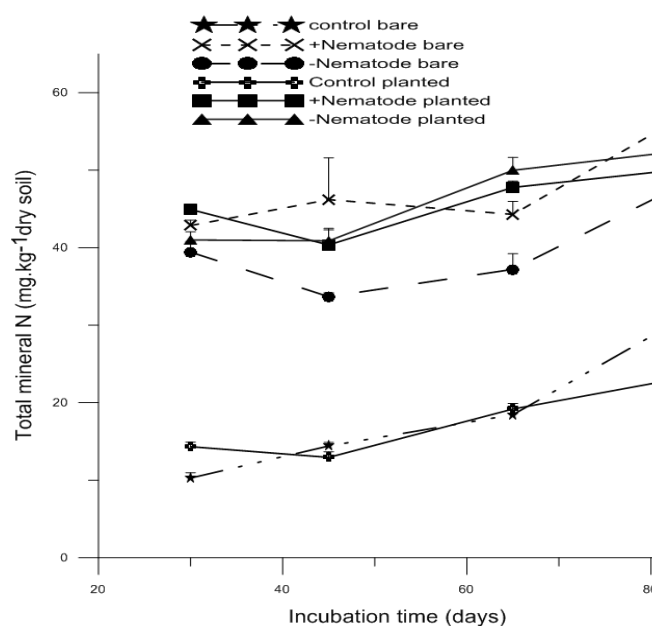 control bare
+Nematode bare
-Nematode bare
Control planted
+Nematode planted
-Nematode planted
60
40
20
0
20
40
60
80
Total mineral N (mg.kg-1dry soil)
Incubation time (days)